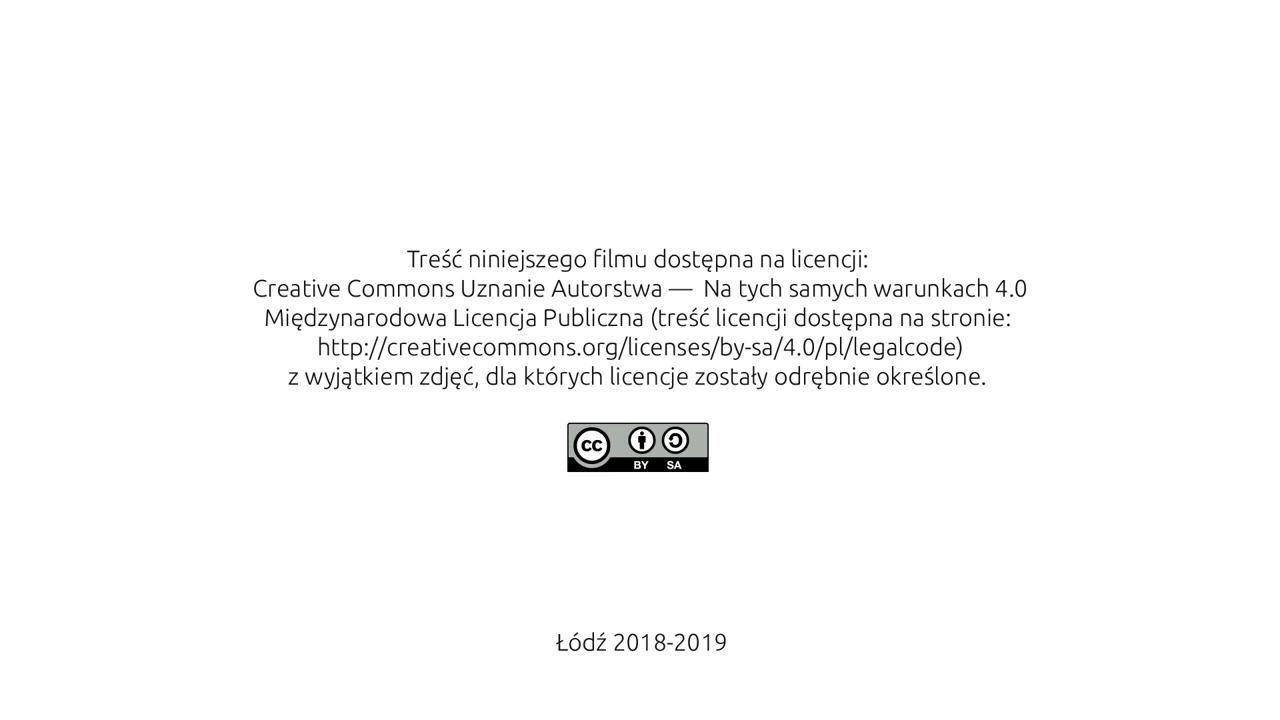 Treść niniejszego filmu dostępna na licencji:
Creative Commons Uznanie Autorstwa — Na tych samych warunkach 4.0
Międzynarodowa Licencja Publiczna (treść licencji dostępna na stronie:
http://creativecommons.org/licenses/by-sa/4.0/pl/legalcode)
z wyjątkiem zdjęć, dla których licencje zostały odrębnie określone.
cc BY SA
Łódź 2018-2019